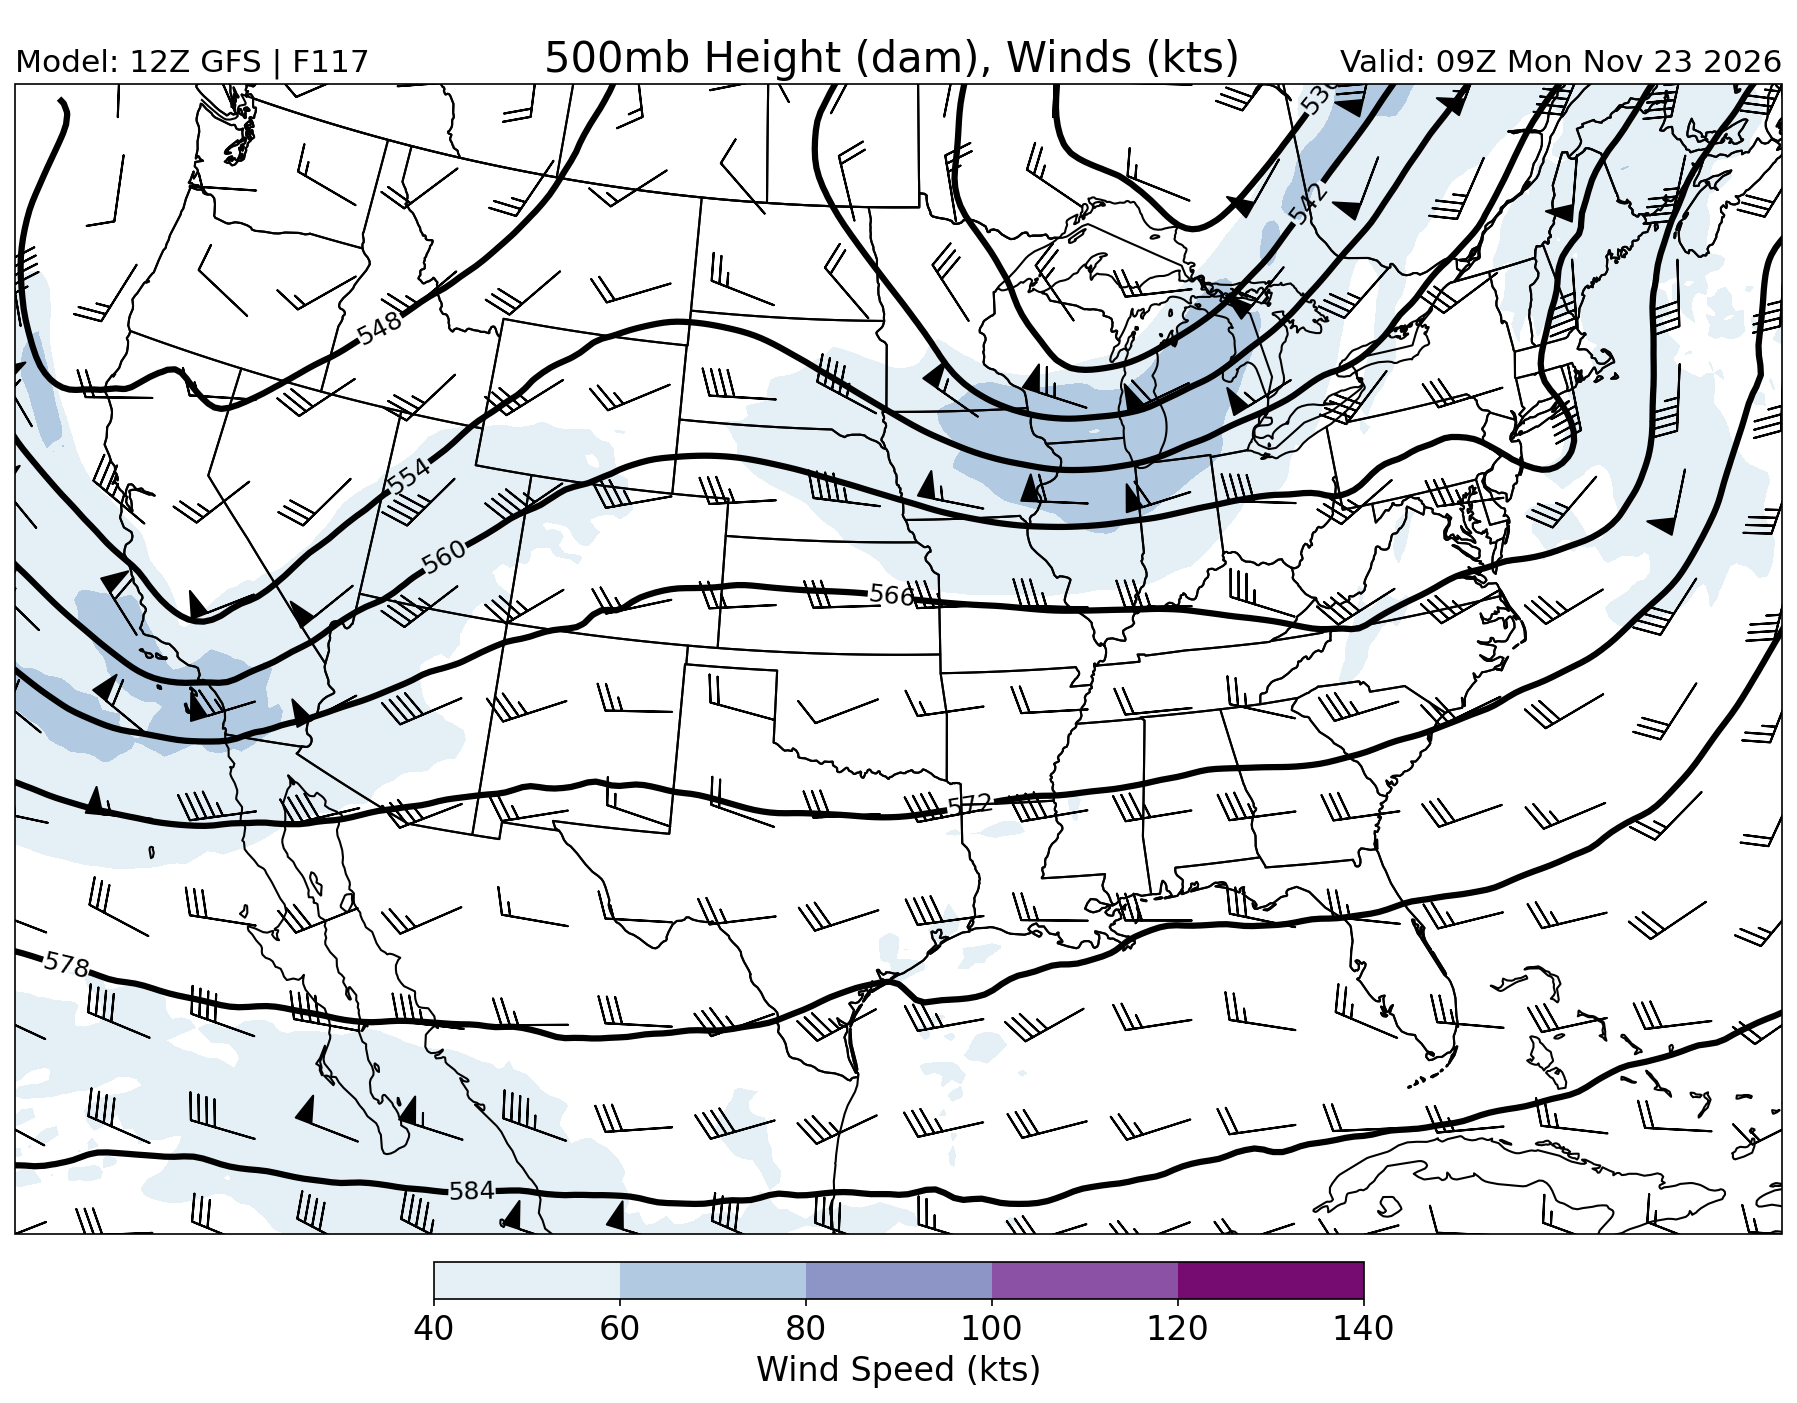 Model: 12Z GFS | F117
500mb Height (dam), Winds (kts)
Valid: 09Z Mon Nov 23 2026
542
548
554
560
566
572
578
584
40 60 80 100 120 140
Wind Speed (kts)